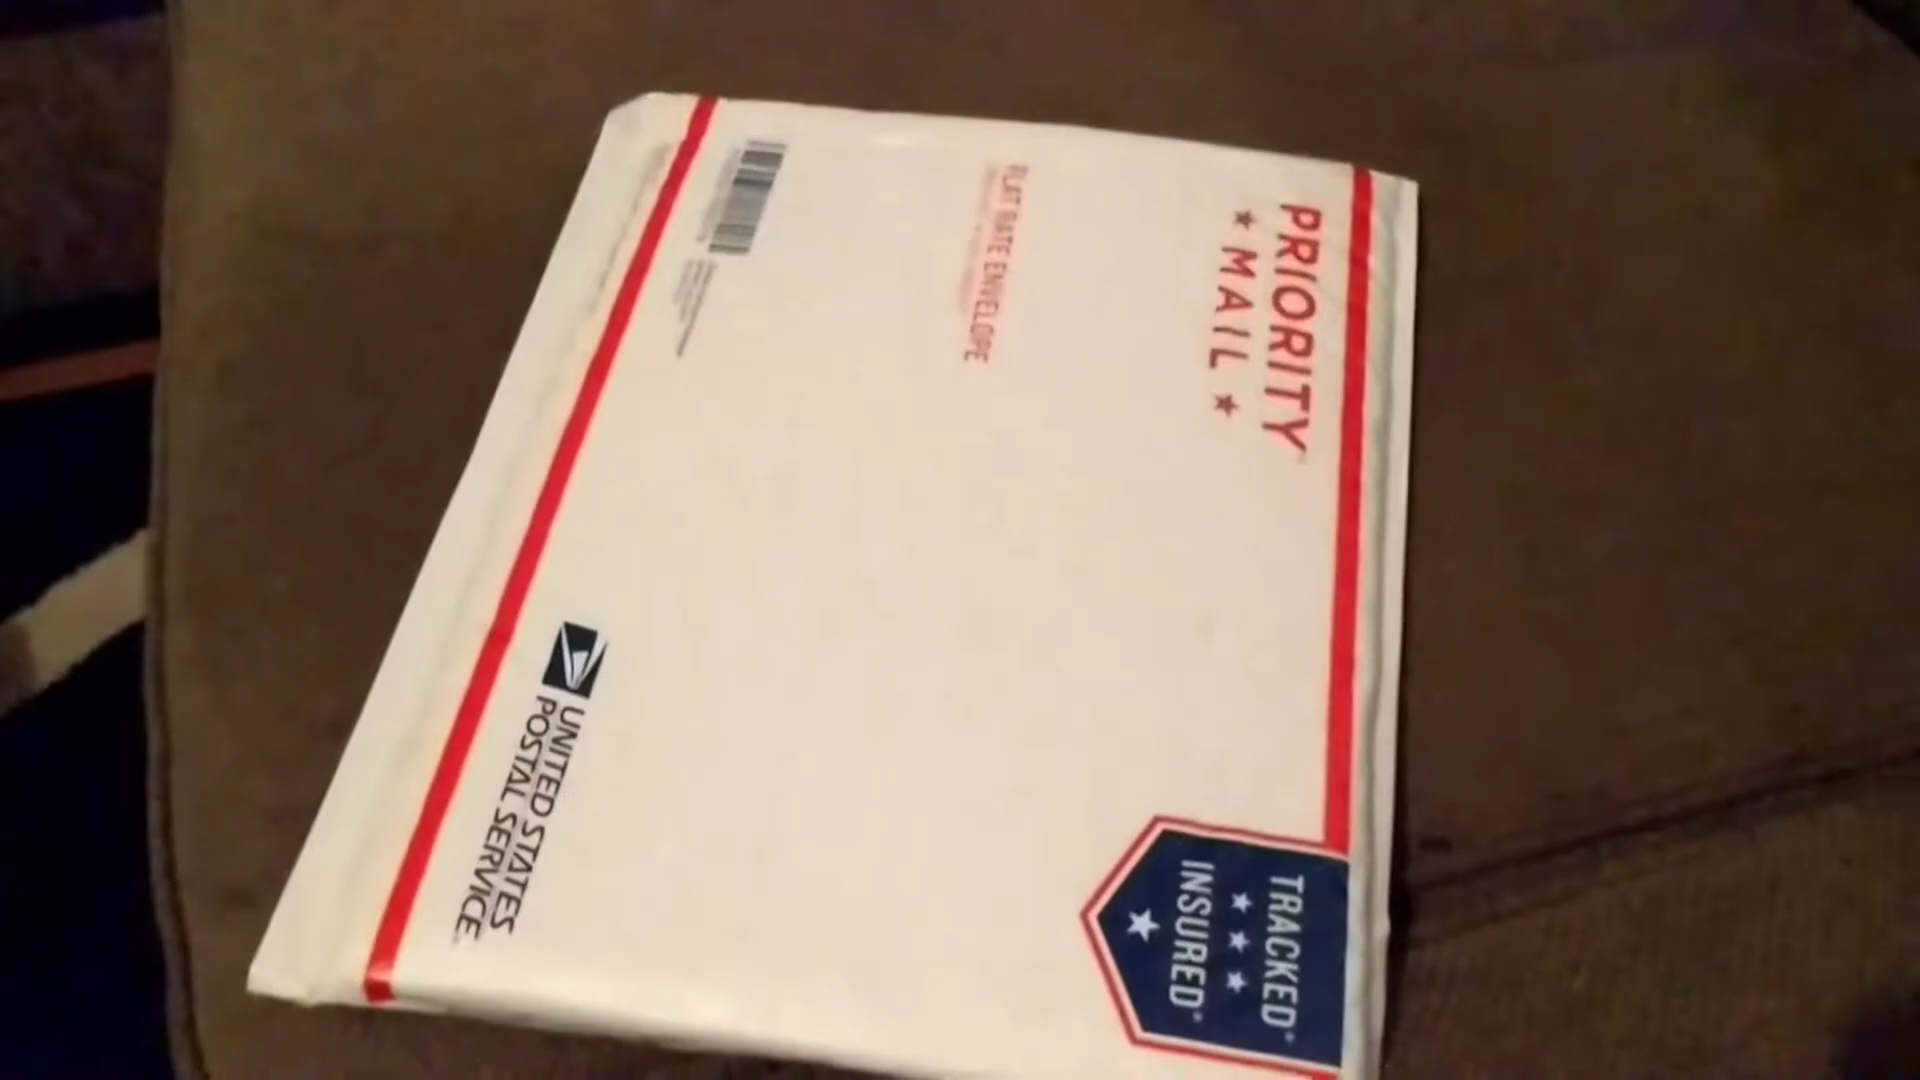 PRIORITY
★ MAIL ★
TRACKED®
★ ★ ★
INSURED®
★
FLAT RATE ENVELOPE
UNITED STATES
POSTAL SERVICE®